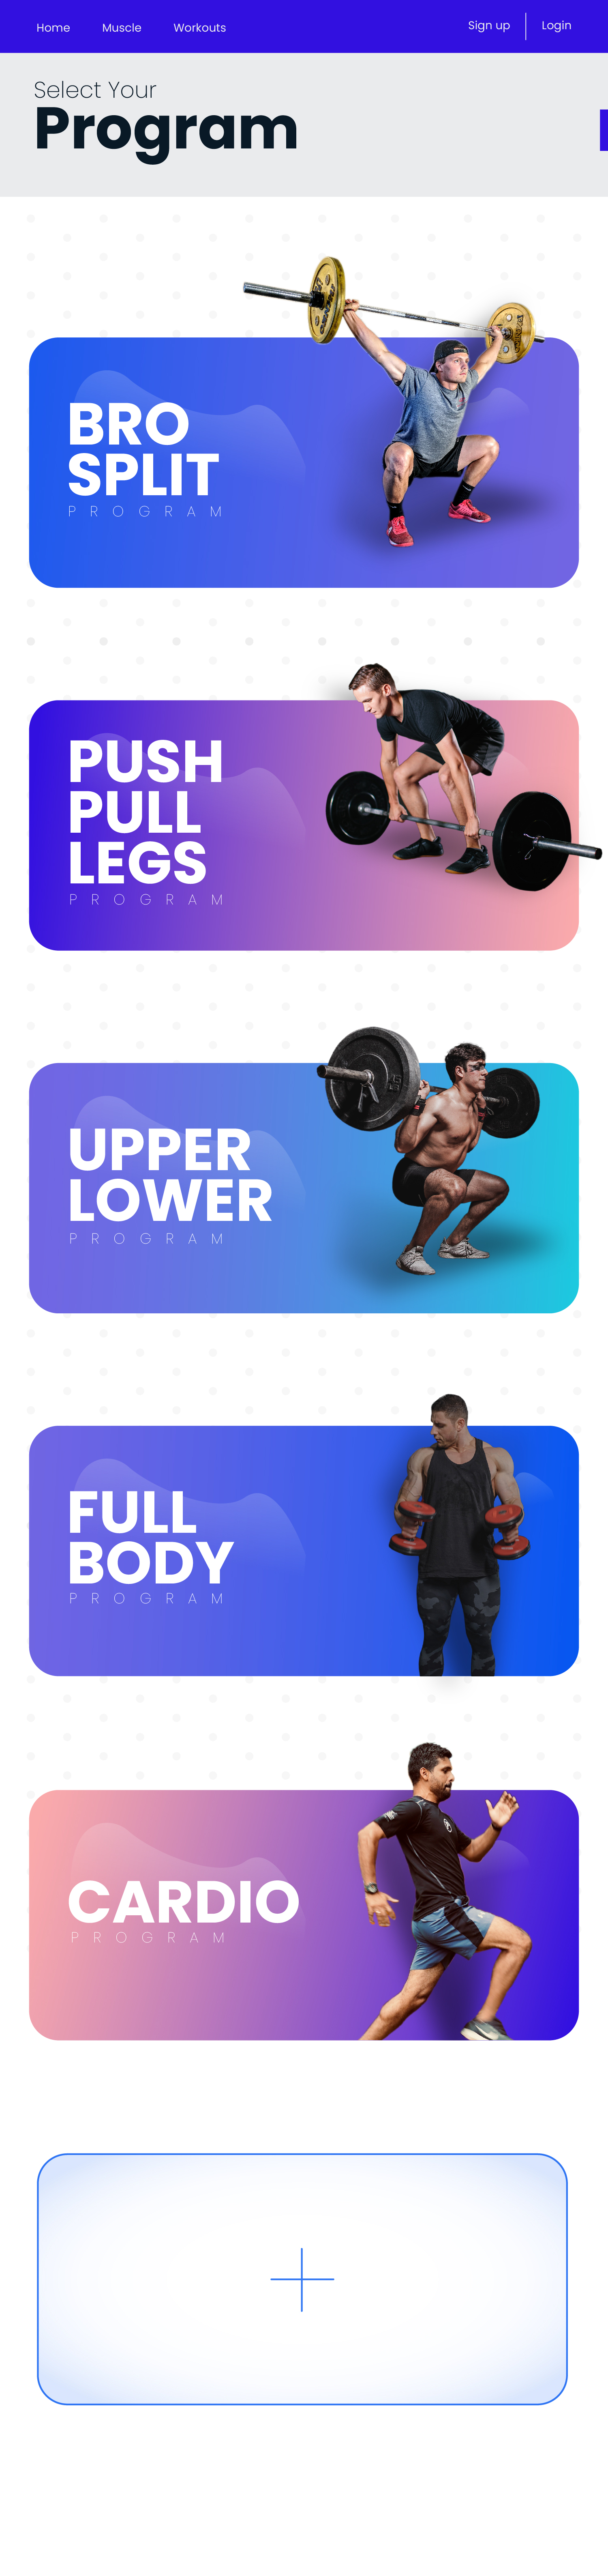 Home Muscle Workouts Sign up Login
Select Your
Program
BRO
SPLIT
PROGRAM
PUSH
PULL
LEGS
PROGRAM
UPPER
LOWER
PROGRAM
FULL
BODY
PROGRAM
CARDIO
PROGRAM